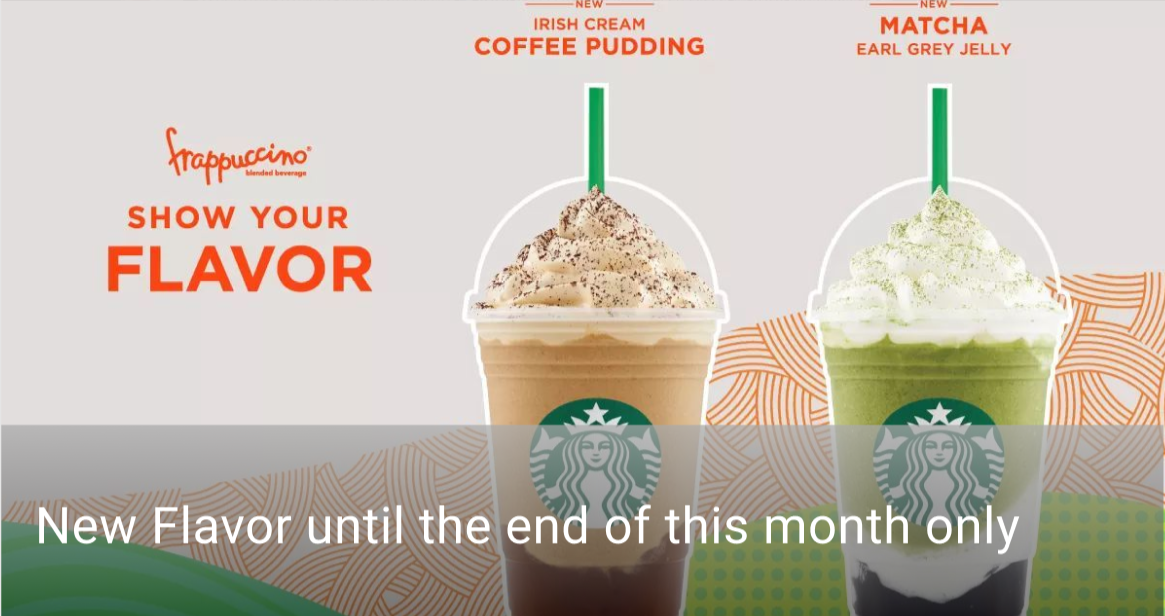 NEW
IRISH CREAM
COFFEE PUDDING
NEW
MATCHA
EARL GREY JELLY
frappuccino®
blended beverage
SHOW YOUR
FLAVOR
New Flavor until the end of this month only